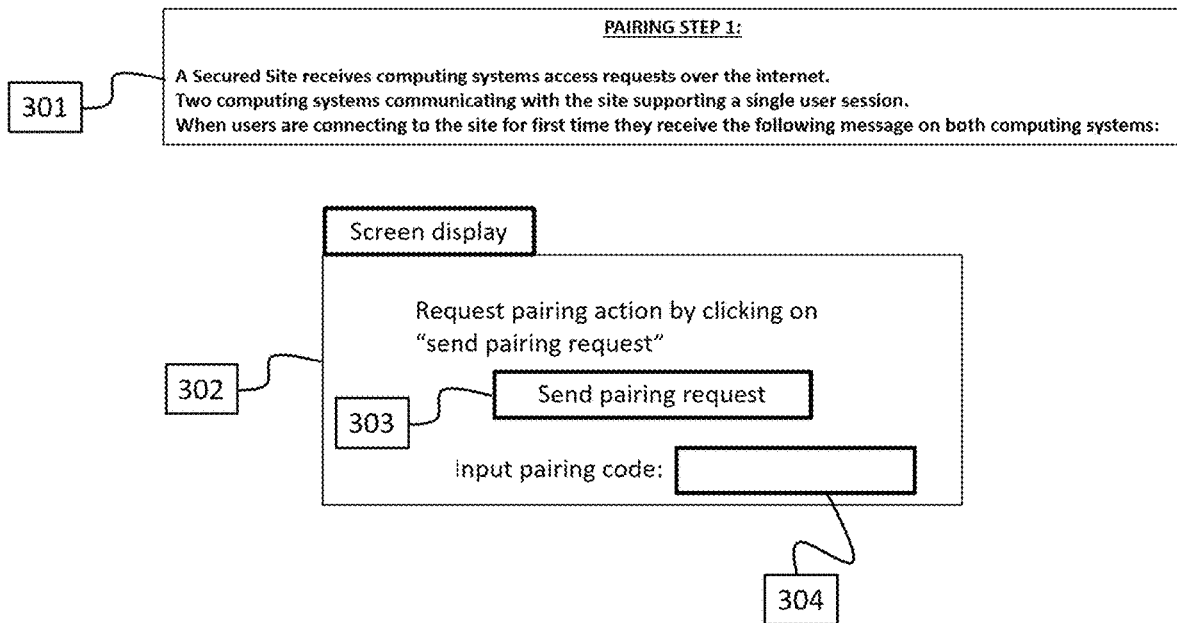 PAIRING STEP 1:
A Secured Site receives computing systems access requests over the internet.
Two computing systems communicating with the site supporting a single user session.
When users are connecting to the site for first time they receive the following message on both computing systems:
301
Screen display
Request pairing action by clicking on
“send pairing request”
302
Send pairing request
303
Input pairing code:
304